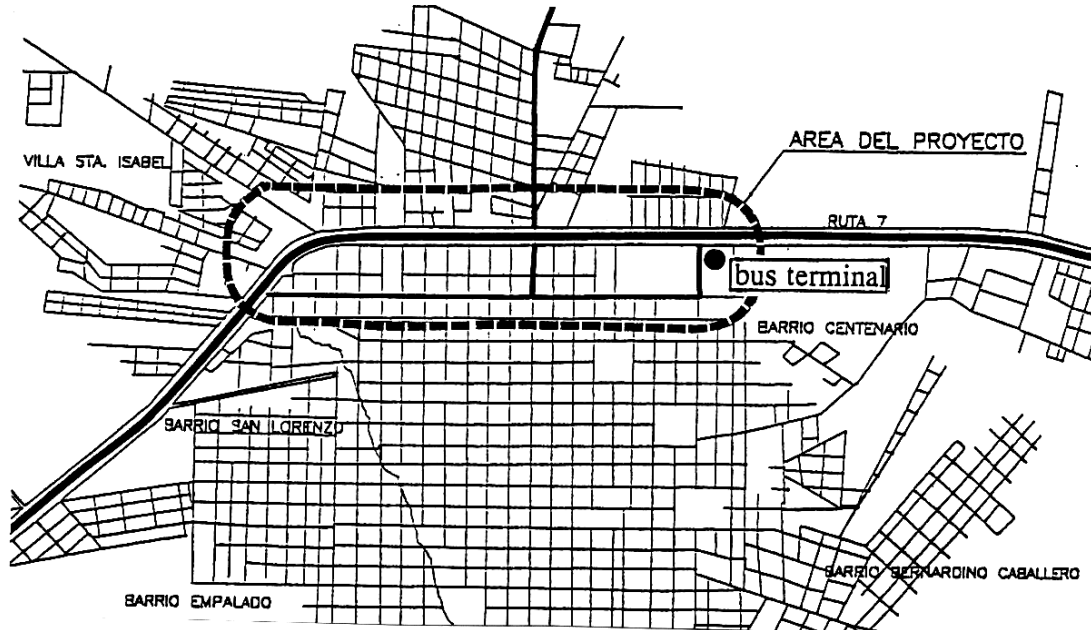 AREA DEL PROYECTO
VILLA STA. ISABEL
RUTA 7
bus terminal
BARRIO CENTENARIO
BARRIO SAN LORENZO
BARRIO BERNARDINO CABALLERO
BARRIO EMPALADO